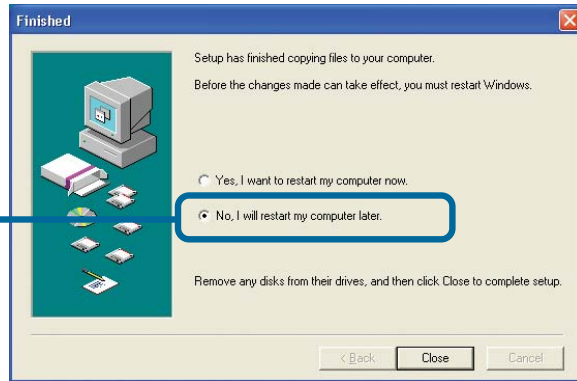 Finished
Setup has finished copying files to your computer.
Before the changes made can take effect, you must restart Windows.
Yes, I want to restart my computer now.
No, I will restart my computer later.
Remove any disks from their drives, and then click Close to complete setup.
< Back
Close
Cancel